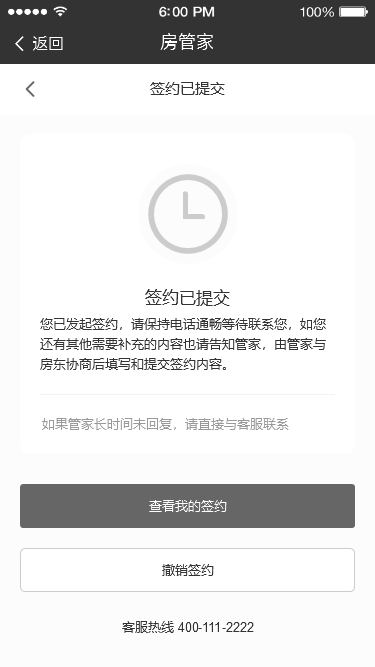 6:00 PM 100%
返回 房管家
签约已提交
签约已提交
您已发起签约，请保持电话通畅等待联系您，如您
还有其他需要补充的内容也请告知管家，由管家与
房东协商后填写和提交签约内容。
如果管家长时间未回复，请直接与客服联系
查看我的签约
撤销签约
客服热线 400-111-2222